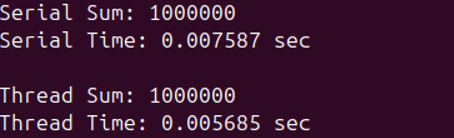 Serial Sum: 1000000
Serial Time: 0.007587 sec
Thread Sum: 1000000
Thread Time: 0.005685 sec